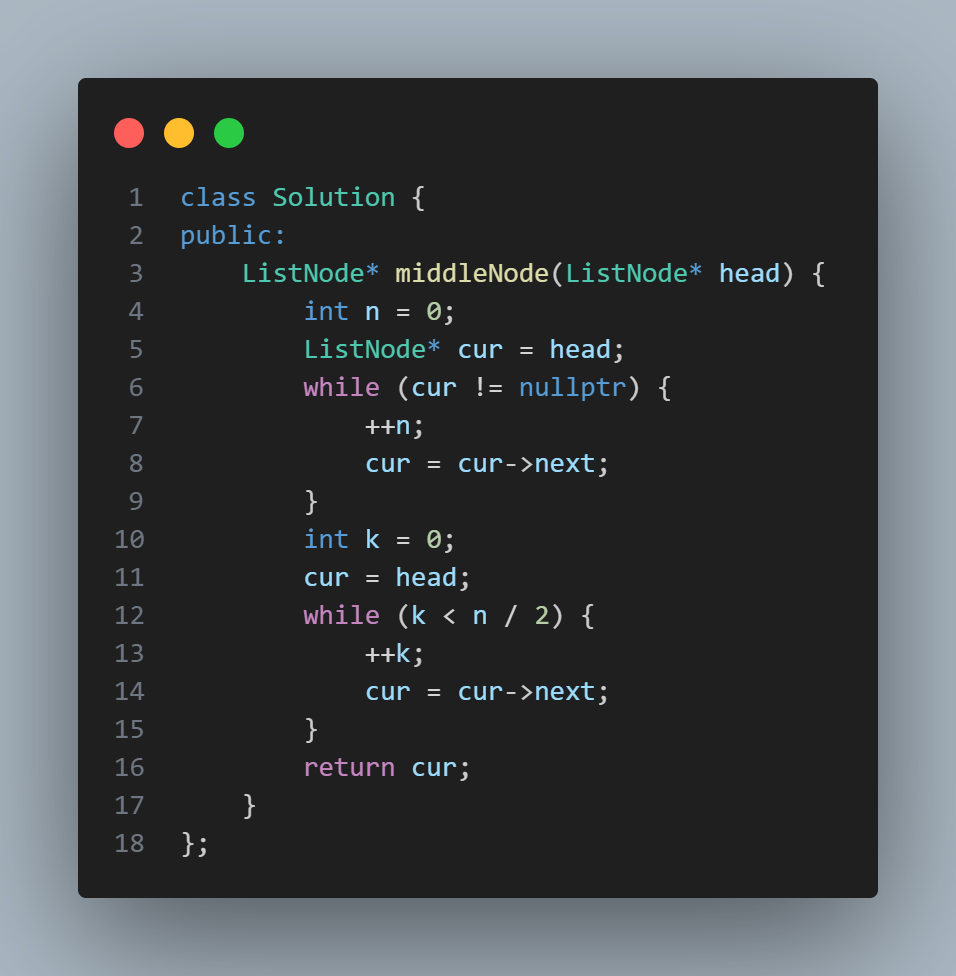 1 class Solution {
2 public:
3     ListNode* middleNode(ListNode* head) {
4         int n = 0;
5         ListNode* cur = head;
6         while (cur != nullptr) {
7             ++n;
8             cur = cur->next;
9         }
10         int k = 0;
11         cur = head;
12         while (k < n / 2) {
13             ++k;
14             cur = cur->next;
15         }
16         return cur;
17     }
18 };